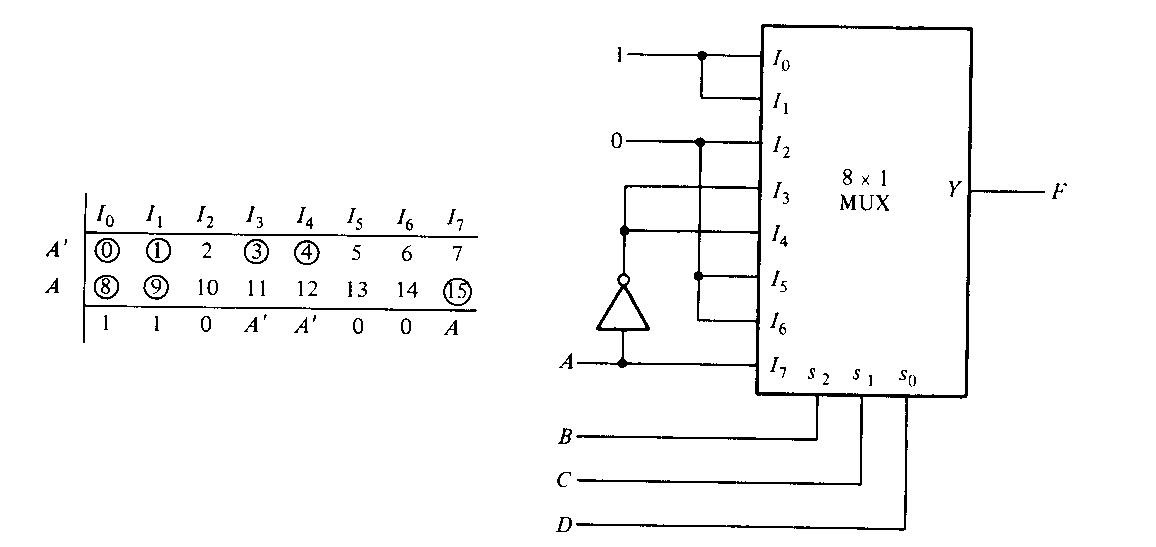 I0 I1 I2 I3 I4 I5 I6 I7
A' 0 1 2 3 4 5 6 7
A 8 9 10 11 12 13 14 15
1 1 0 A' A' 0 0 A
1
0
A
B
C
D
I0
I1
I2
I3
I4
I5
I6
I7
8 × 1
MUX
s2 s1 s0
Y
F